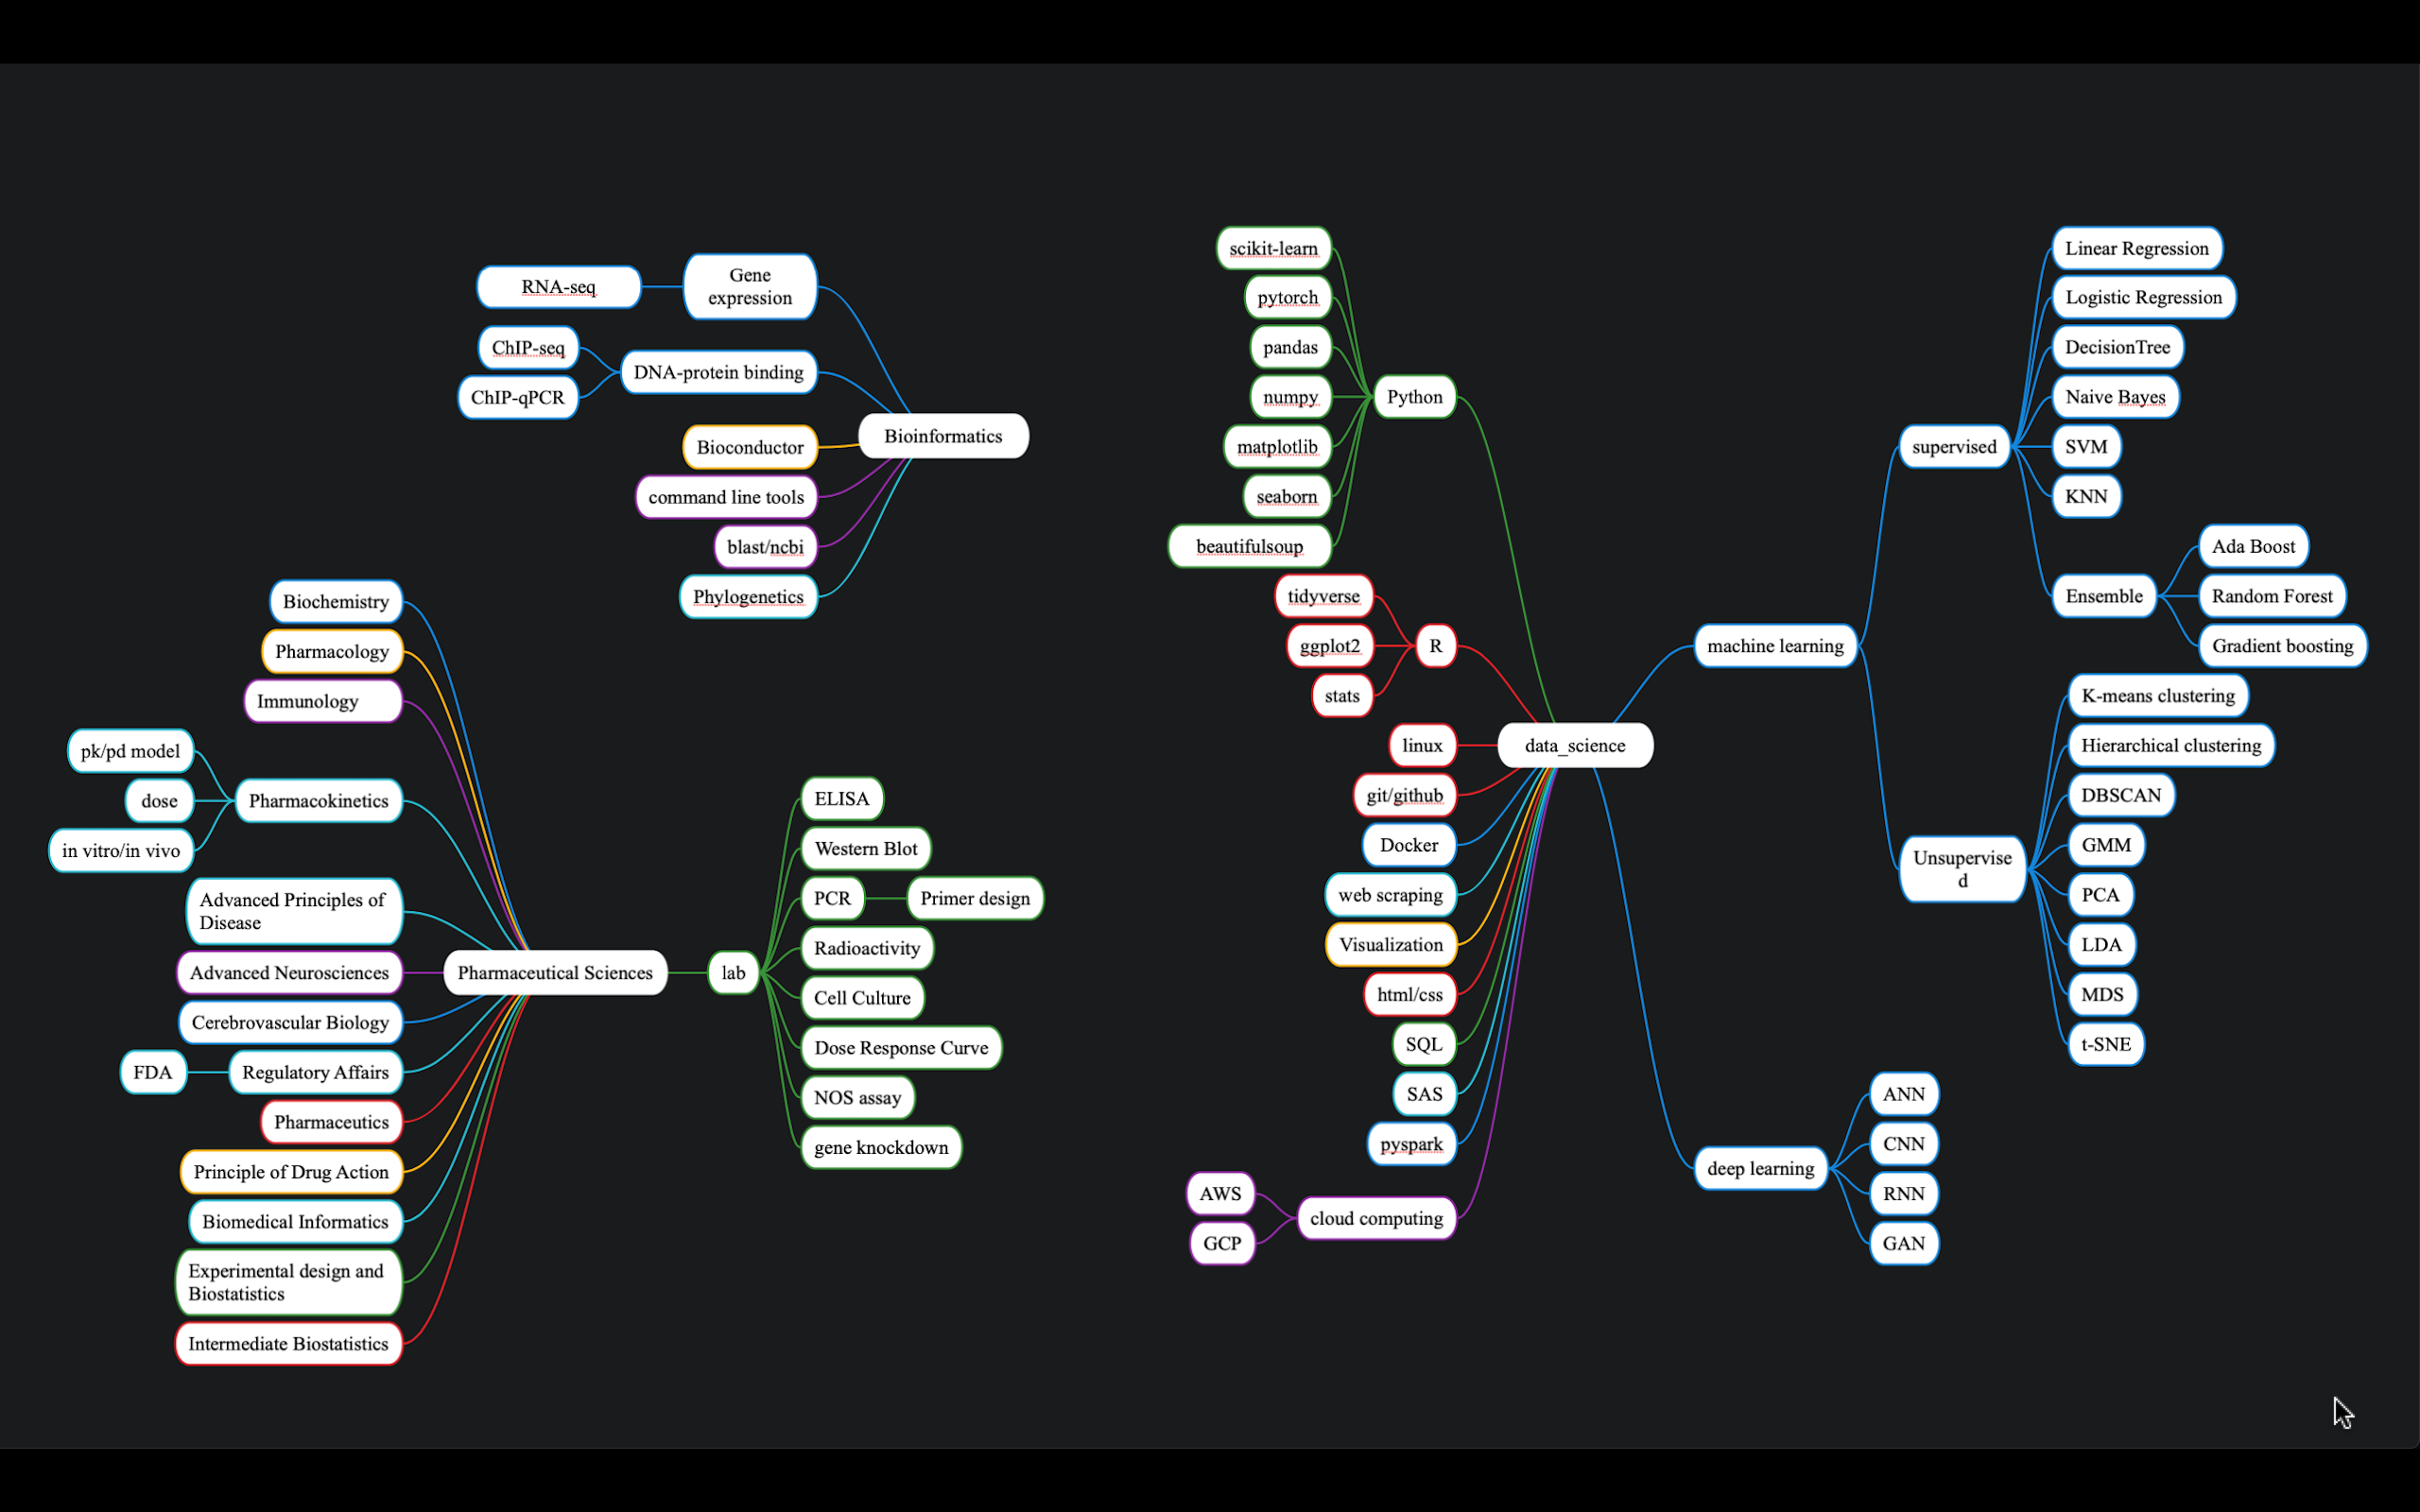 Gene
expression
RNA-seq
ChIP-seq
DNA-protein binding
ChIP-qPCR
Bioinformatics
Bioconductor
command line tools
blast/ncbi
Phylogenetics
Biochemistry
Pharmacology
Immunology
pk/pd model
dose
Pharmacokinetics
in vitro/in vivo
Advanced Principles of
Disease
Advanced Neurosciences
Pharmaceutical Sciences
Cerebrovascular Biology
FDA
Regulatory Affairs
Pharmaceutics
Principle of Drug Action
Biomedical Informatics
Experimental design and
Biostatistics
Intermediate Biostatistics
lab
ELISA
Western Blot
PCR
Primer design
Radioactivity
Cell Culture
Dose Response Curve
NOS assay
gene knockdown
scikit-learn
pytorch
pandas
numpy
Python
matplotlib
seaborn
beautifulsoup
tidyverse
ggplot2
R
stats
linux
data_science
git/github
Docker
web scraping
Visualization
html/css
SQL
SAS
pyspark
AWS
cloud computing
GCP
machine learning
supervised
Linear Regression
Logistic Regression
DecisionTree
Naive Bayes
SVM
KNN
Ensemble
Ada Boost
Random Forest
Gradient boosting
Unsupervise
d
K-means clustering
Hierarchical clustering
DBSCAN
GMM
PCA
LDA
MDS
t-SNE
deep learning
ANN
CNN
RNN
GAN